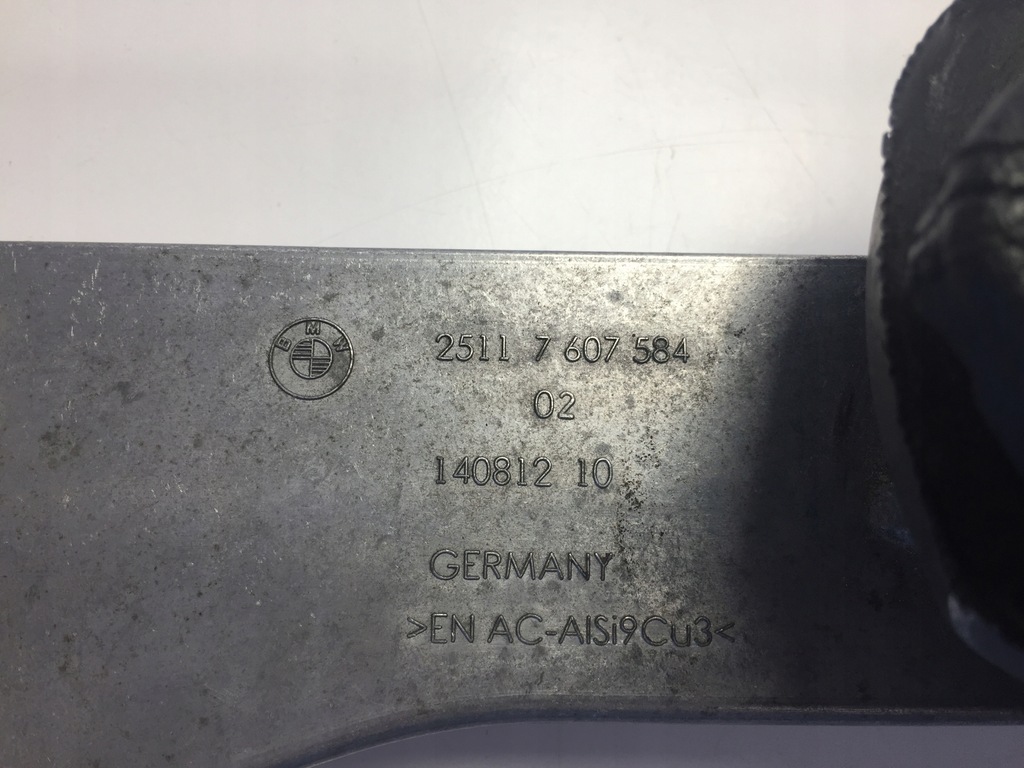 BMW
2511 7 607 584
02
140812 10
GERMANY
>EN AC-AlSi9Cu3<